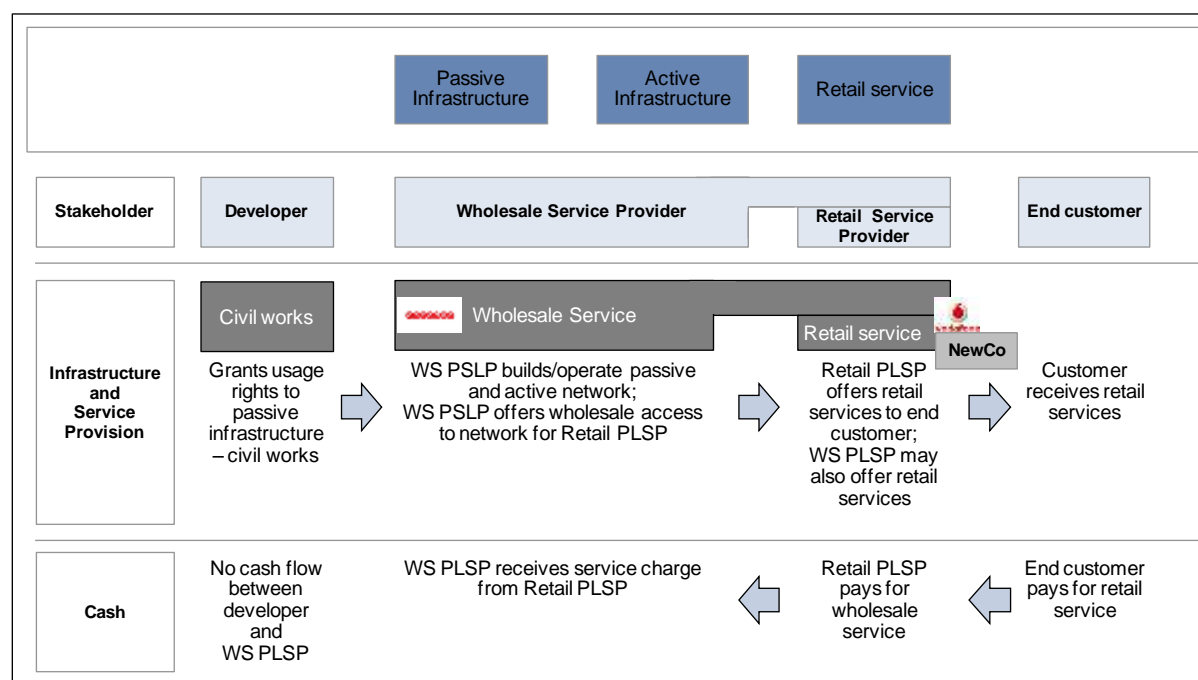 Passive
Infrastructure
Active
Infrastructure
Retail service
Stakeholder
Developer
Wholesale Service Provider
Retail Service
Provider
End customer
Infrastructure
and
Service
Provision
Civil works
Wholesale Service
Retail service
NewCo
Grants usage
rights to
passive
infrastructure
– civil works
WS PSLP builds/operate passive
and active network;
WS PSLP offers wholesale access
to network for Retail PLSP
Retail PLSP
offers retail
services to end
customer;
WS PLSP may
also offer retail
services
Customer
receives retail
services
Cash
No cash flow
between
developer
and
WS PLSP
WS PLSP receives service charge
from Retail PLSP
Retail PLSP
pays for
wholesale
service
End customer
pays for retail
service